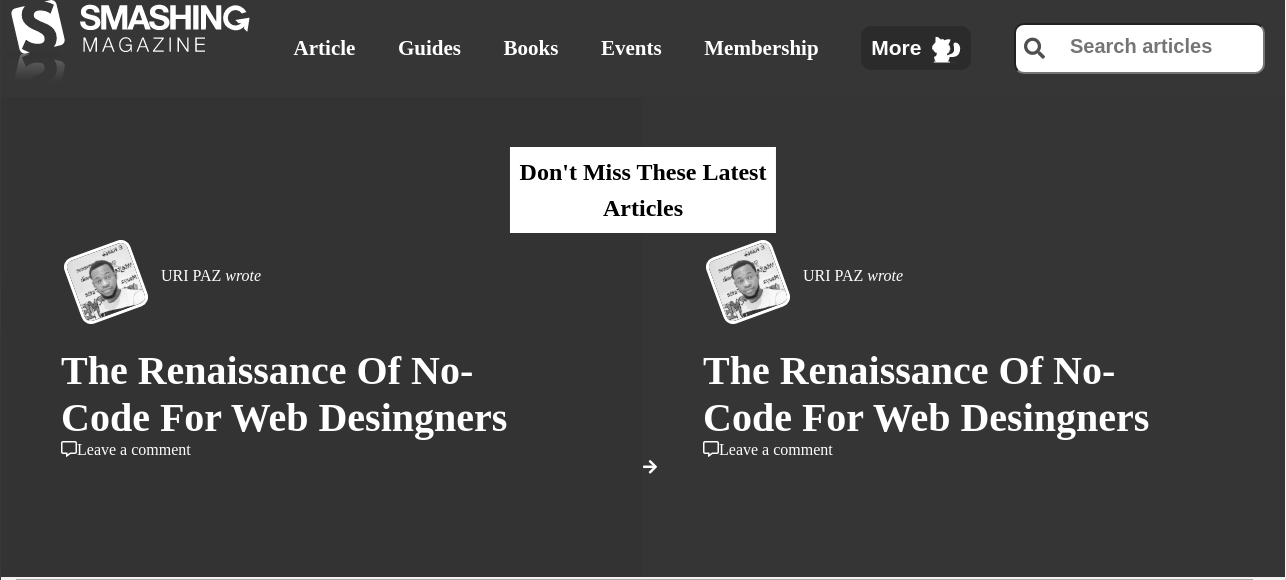 SMASHING
MAGAZINE
Article Guides Books Events Membership More Search articles
Don't Miss These Latest
Articles
URI PAZ wrote
The Renaissance Of No-
Code For Web Desingners
Leave a comment
URI PAZ wrote
The Renaissance Of No-
Code For Web Desingners
Leave a comment